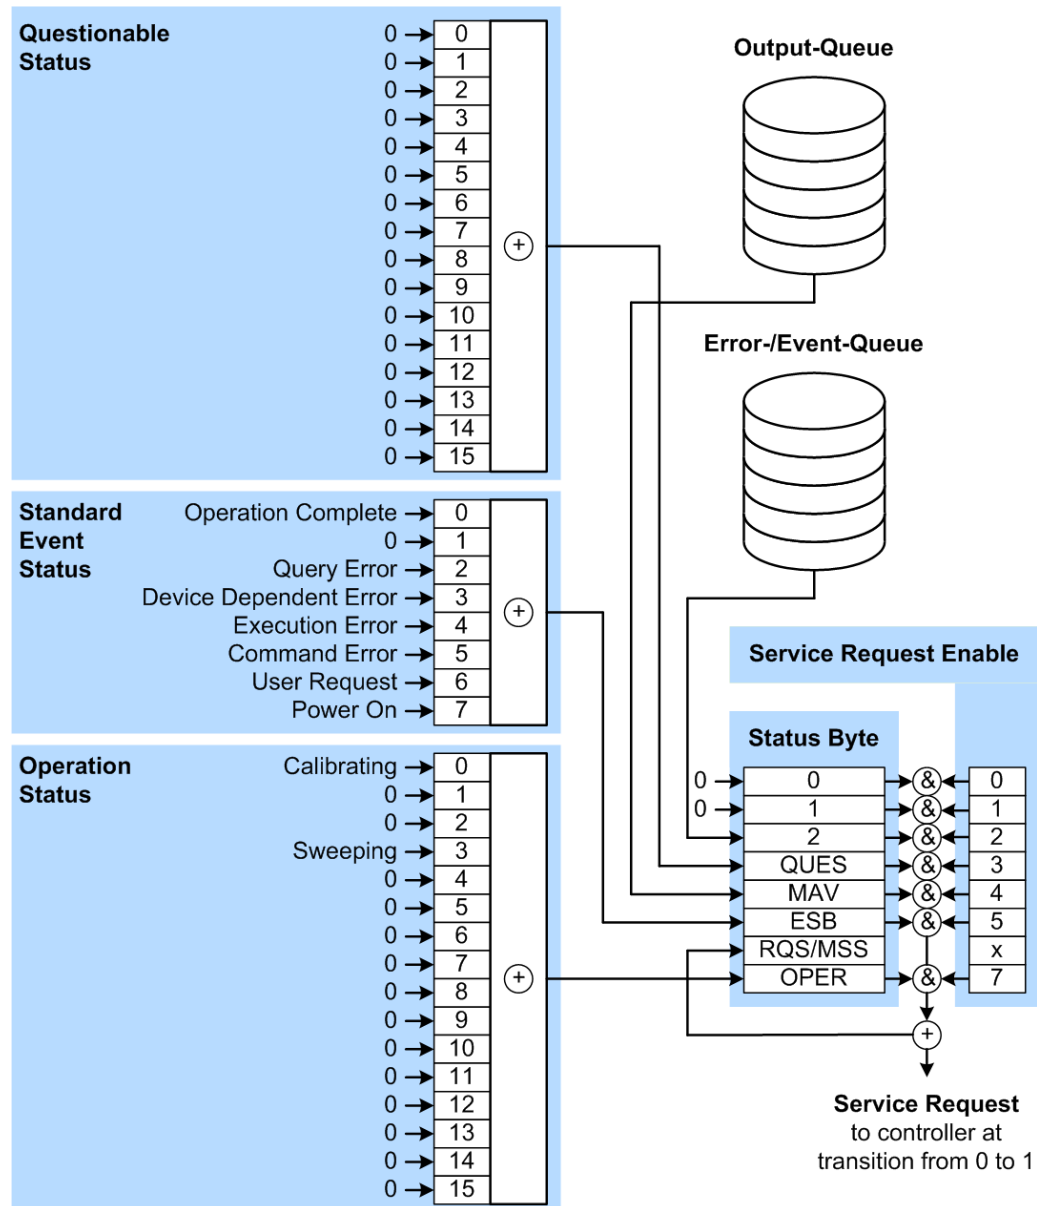 Questionable
Status
0 0
0 1
0 2
0 3
0 4
0 5
0 6
0 7
0 8
0 9
0 10
0 11
0 12
0 13
0 14
0 15
+
Standard
Event
Status
Operation Complete 0
0 1
Query Error 2
Device Dependent Error 3
Execution Error 4
Command Error 5
User Request 6
Power On 7
+
Operation
Status
Calibrating 0
0 1
0 2
Sweeping 3
0 4
0 5
0 6
0 7
0 8
0 9
0 10
0 11
0 12
0 13
0 14
0 15
+
Output-Queue
Error-/Event-Queue
Service Request Enable
Status Byte
0 0 & 0
0 1 & 1
2 & 2
QUES & 3
MAV & 4
ESB & 5
RQS/MSS x
OPER & 7
+
Service Request
to controller at
transition from 0 to 1